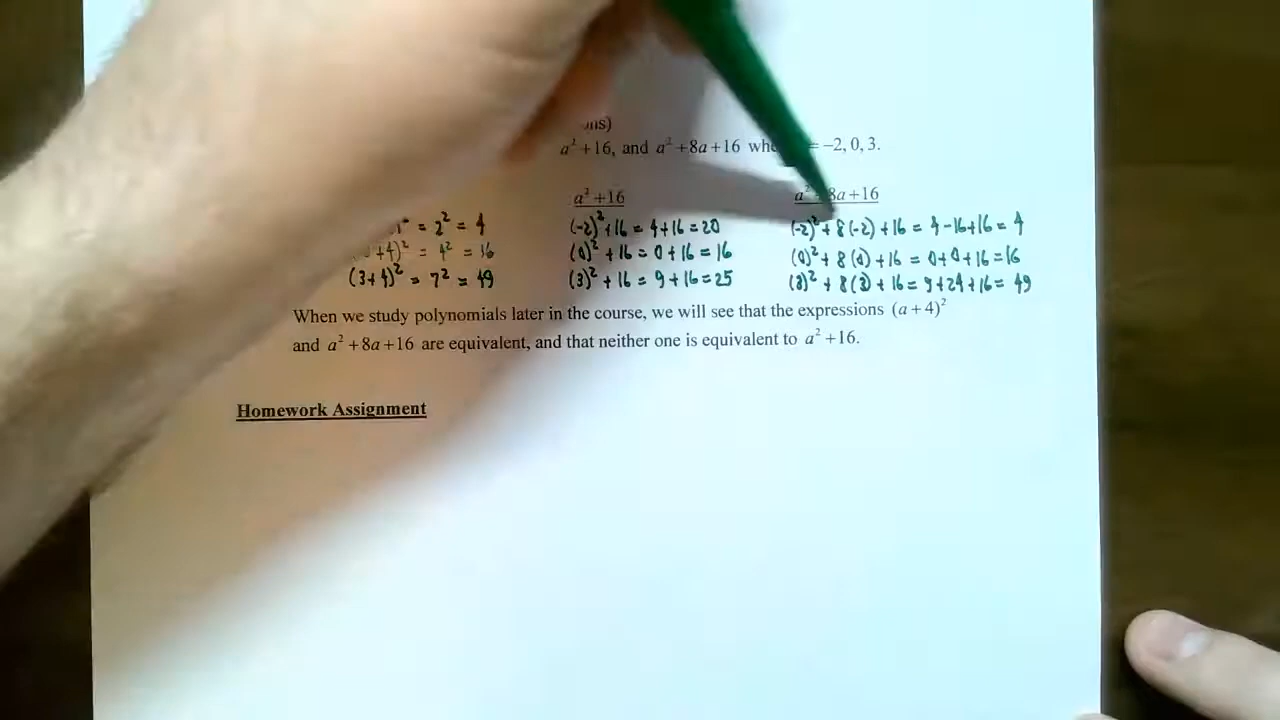 a² +16, and a² +8a+16 = −2, 0, 3.
a² +16
a² 8a+16
= 2² = 4 (-2)² + 16 = 4 + 16 = 20 (-2)² + 8(-2) + 16 = 4 - 16 + 16 = 4
+4)² = 4² = 16 (0)² + 16 = 0 + 16 = 16 (0)² + 8(0) + 16 = 0 + 0 + 16 = 16
(3+4)² = 7² = 49 (3)² + 16 = 9 + 16 = 25 (3)² + 8(3) + 16 = 9 + 24 + 16 = 49
When we study polynomials later in the course, we will see that the expressions (a + 4)²
and a² +8a+16 are equivalent, and that neither one is equivalent to a² +16.
Homework Assignment